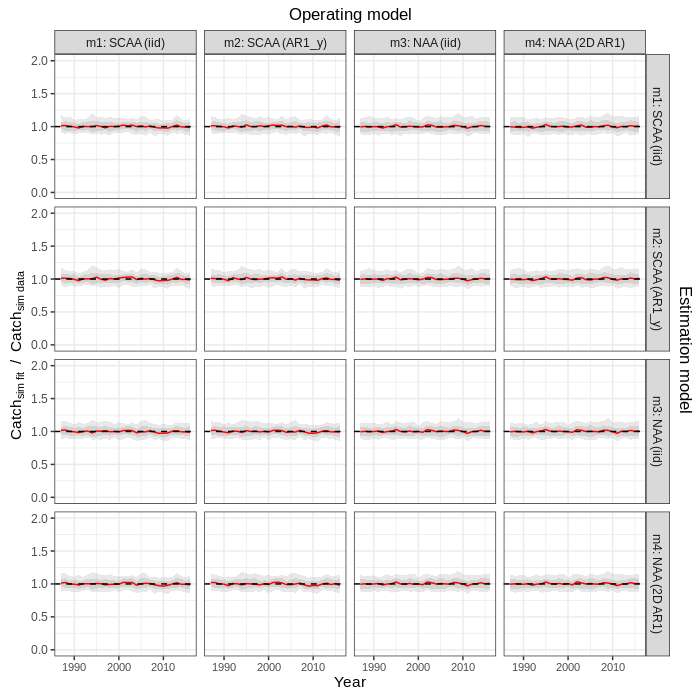 Operating model
m1: SCAA (iid)
m2: SCAA (AR1_y)
m3: NAA (iid)
m4: NAA (2D AR1)
2.0
1.5
1.0
0.5
0.0
m1: SCAA (iid)
2.0
1.5
1.0
0.5
0.0
m2: SCAA (AR1_y)
2.0
1.5
1.0
0.5
0.0
m3: NAA (iid)
2.0
1.5
1.0
0.5
0.0
m4: NAA (2D AR1)
Catch sim fit / Catch sim data
Estimation model
1990 2000 2010
1990 2000 2010
1990 2000 2010
1990 2000 2010
Year